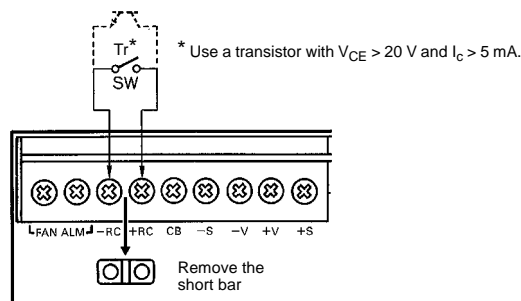 Tr*
SW
* Use a transistor with VCE > 20 V and Ic > 5 mA.
FAN ALM -RC +RC CB -S -V +V +S
Remove the
short bar